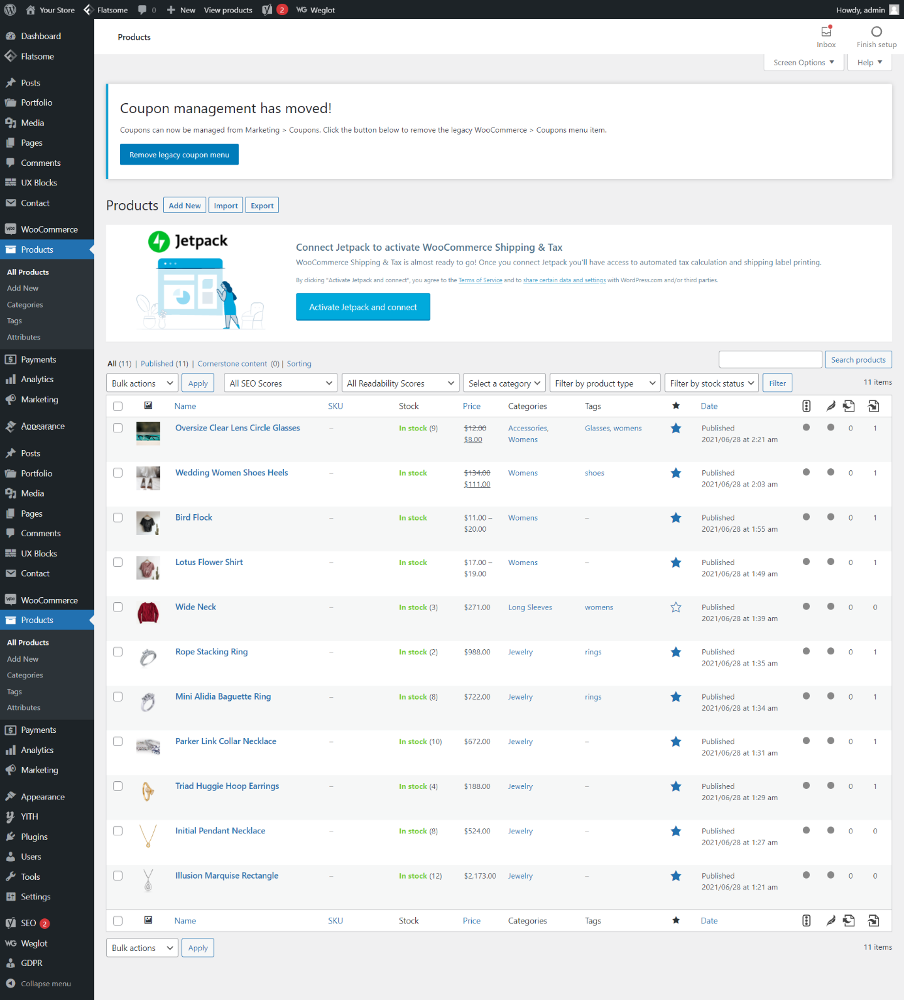 Your Store
Flatsome
0
New
View products
2
WG Weglot
Howdy, admin
Dashboard
Flatsome
Posts
Portfolio
Media
Pages
Comments
UX Blocks
Contact
WooCommerce
Products
All Products
Add New
Categories
Tags
Attributes
Payments
Analytics
Marketing
Appearance
Posts
Portfolio
Media
Pages
Comments
UX Blocks
Contact
WooCommerce
Products
All Products
Add New
Categories
Tags
Attributes
Payments
Analytics
Marketing
Appearance
YITH
Plugins
Users
Tools
Settings
SEO 2
WG Weglot
GDPR
Collapse menu
Products
Inbox
Finish setup
Screen Options ▼
Help ▼
Coupon management has moved!
Coupons can now be managed from Marketing > Coupons. Click the button below to remove the legacy WooCommerce > Coupons menu item.
Remove legacy coupon menu
Products Add New Import Export
Jetpack
Connect Jetpack to activate WooCommerce Shipping & Tax
WooCommerce Shipping & Tax is almost ready to go! Once you connect Jetpack you'll have access to automated tax calculation and shipping label printing.
By clicking "Activate Jetpack and connect", you agree to the Terms of Service and to share certain data and settings with WordPress.com and/or third parties.
Activate Jetpack and connect
All (11) | Published (11) | Cornerstone content (0) | Sorting
Search products
Bulk actions Apply All SEO Scores All Readability Scores Select a category Filter by product type Filter by stock status Filter 11 items
Name SKU Stock Price Categories Tags ★ Date
Oversize Clear Lens Circle Glasses – In stock (9) $12.00 Accessories, Glasses, womens Published 0 1
$8.00 Womens 2021/06/28 at 2:21 am
Wedding Women Shoes Heels – In stock $134.00 Womens shoes Published 0 1
$111.00 2021/06/28 at 2:03 am
Bird Flock – In stock $11.00 – Womens – Published 0 1
$20.00 2021/06/28 at 1:55 am
Lotus Flower Shirt – In stock $17.00 – Womens – Published 0 1
$19.00 2021/06/28 at 1:49 am
Wide Neck – In stock (3) $271.00 Long Sleeves womens Published 0 0
2021/06/28 at 1:39 am
Rope Stacking Ring – In stock (2) $988.00 Jewelry rings Published 0 1
2021/06/28 at 1:35 am
Mini Alidia Baguette Ring – In stock (8) $722.00 Jewelry rings Published 0 1
2021/06/28 at 1:34 am
Parker Link Collar Necklace – In stock (10) $672.00 Jewelry – Published 0 1
2021/06/28 at 1:31 am
Triad Huggie Hoop Earrings – In stock (4) $188.00 Jewelry – Published 0 1
2021/06/28 at 1:29 am
Initial Pendant Necklace – In stock (8) $524.00 Jewelry – Published 0 0
2021/06/28 at 1:27 am
Illusion Marquise Rectangle – In stock (12) $2,173.00 Jewelry – Published 0 0
2021/06/28 at 1:21 am
Name SKU Stock Price Categories Tags ★ Date
Bulk actions Apply 11 items